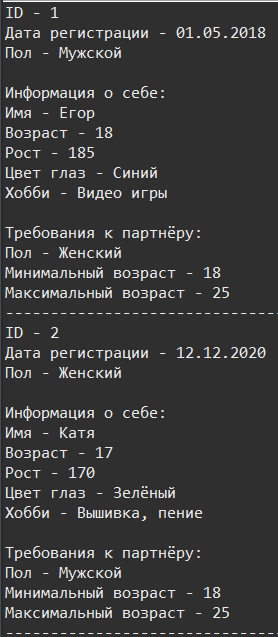 ID - 1
Дата регистрации - 01.05.2018
Пол - Мужской
Информация о себе:
Имя - Егор
Возраст - 18
Рост - 185
Цвет глаз - Синий
Хобби - Видео игры
Требования к партнёру:
Пол - Женский
Минимальный возраст - 18
Максимальный возраст - 25
-------------------------------
ID - 2
Дата регистрации - 12.12.2020
Пол - Женский
Информация о себе:
Имя - Катя
Возраст - 17
Рост - 170
Цвет глаз - Зелёный
Хобби - Вышивка, пение
Требования к партнёру:
Пол - Мужской
Минимальный возраст - 18
Максимальный возраст - 25
-------------------------------